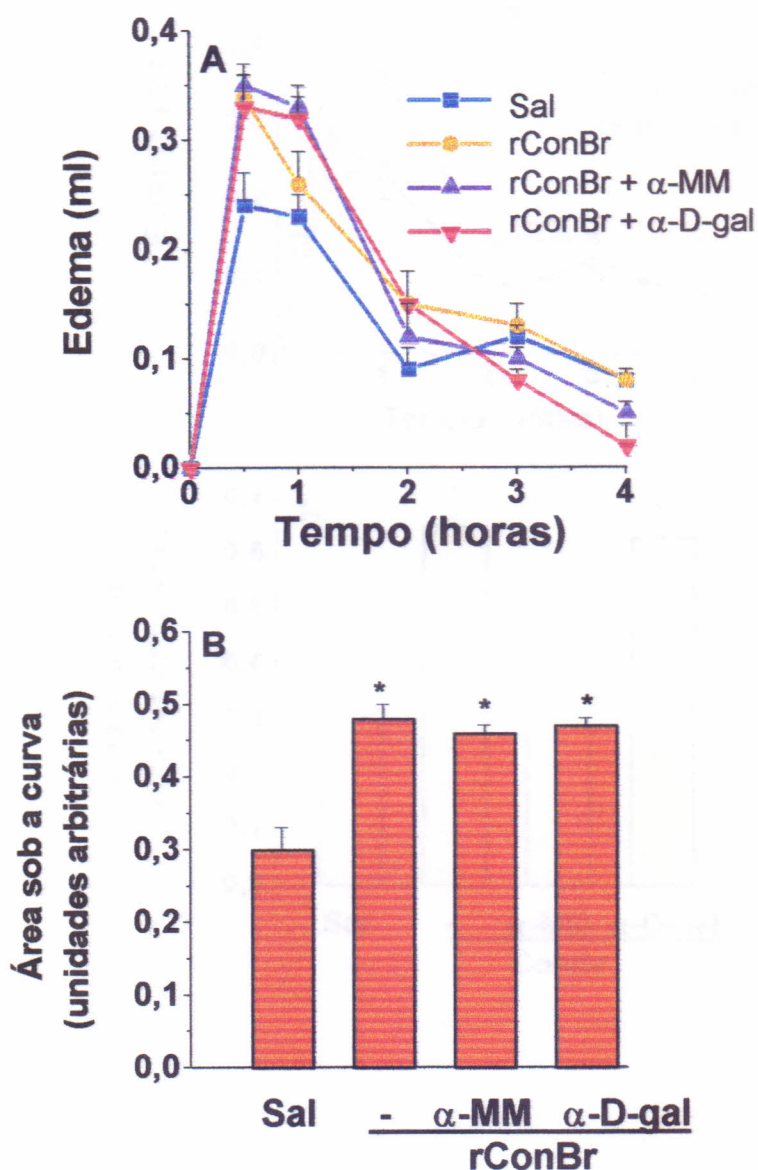 A
0,4
0,3
0,2
0,1
0,0
Edema (ml)
Sal
rConBr
rConBr + α-MM
rConBr + α-D-gal
0 1 2 3 4
Tempo (horas)
B
0,6
0,5
0,4
0,3
0,2
0,1
0,0
Área sob a curva
(unidades arbitrárias)
* * *
Sal - α-MM α-D-gal
rConBr